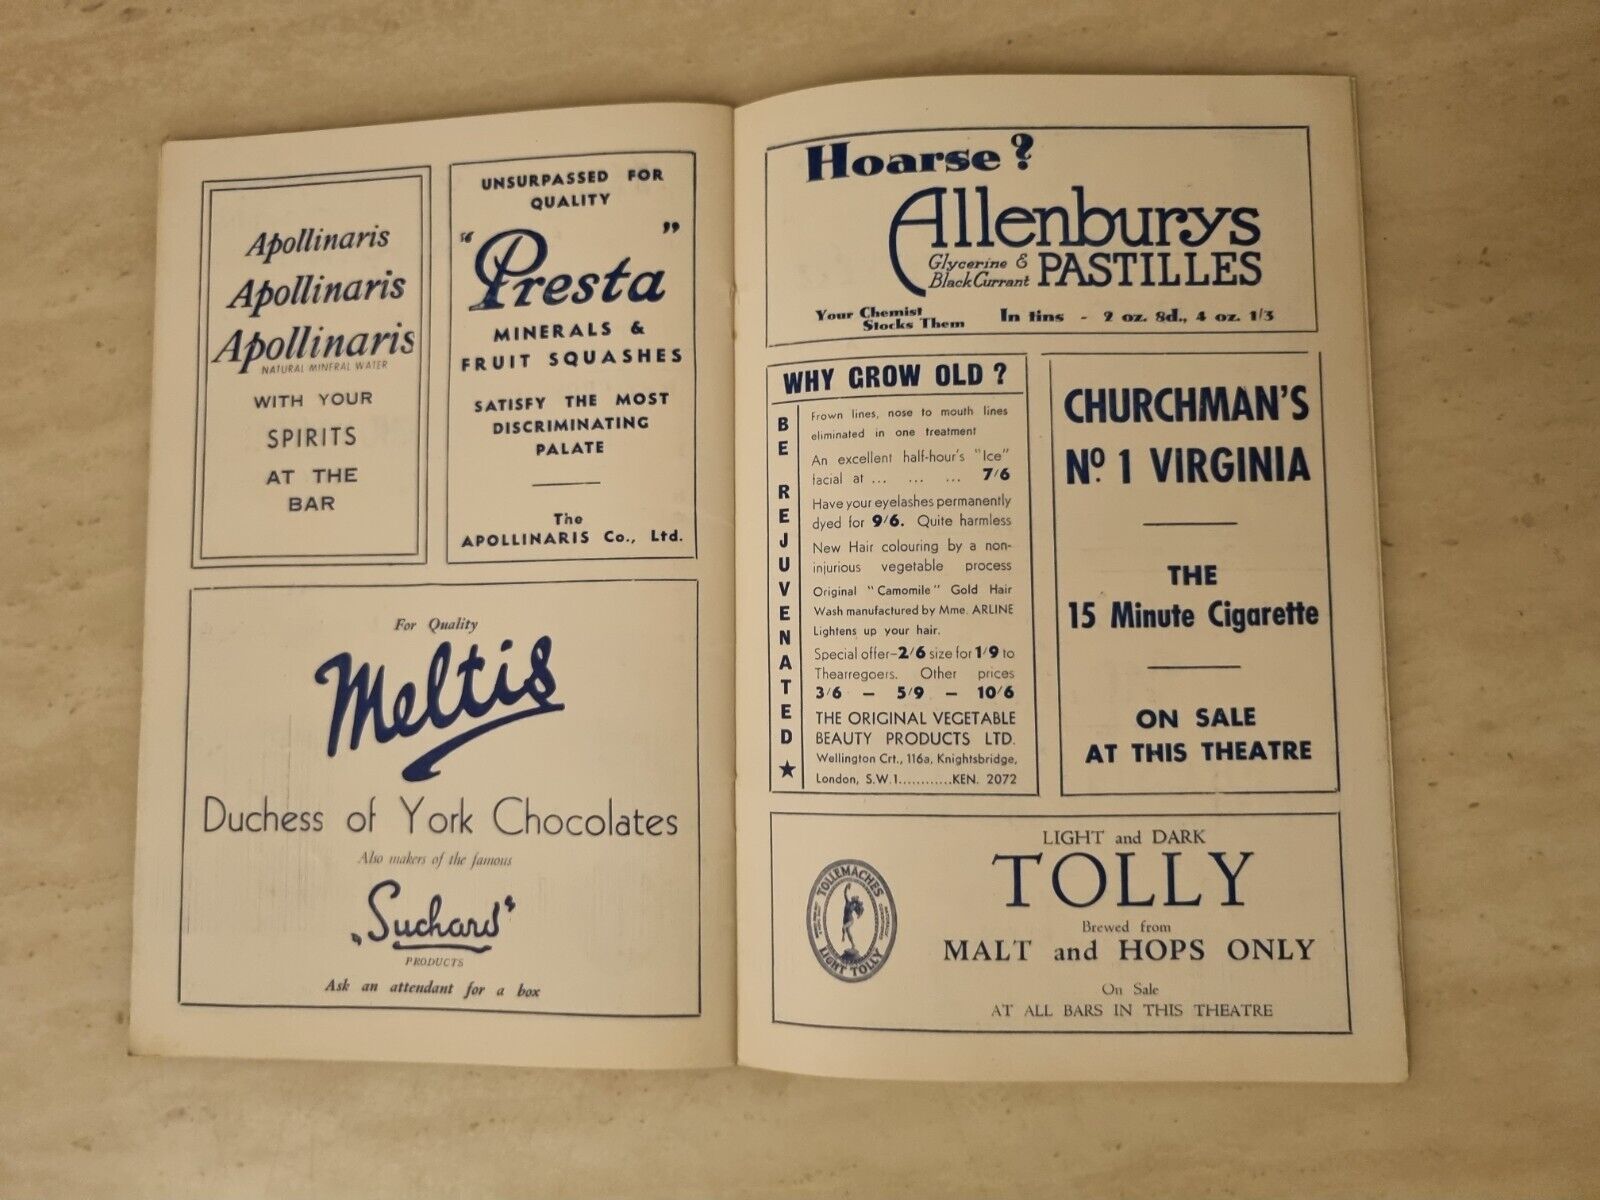 Apollinaris
Apollinaris
Apollinaris
NATURAL MINERAL WATER
WITH YOUR
SPIRITS
AT THE
BAR
UNSURPASSED FOR
QUALITY
"Presta"
MINERALS &
FRUIT SQUASHES
SATISFY THE MOST
DISCRIMINATING
PALATE
The
APOLLINARIS Co., Ltd.
For Quality
Meltis
Duchess of York Chocolates
Also makers of the famous
„Suchard"
PRODUCTS
Ask an attendant for a box
Hoarse?
Allenburys
Glycerine &
Black Currant
PASTILLES
Your Chemist
Stocks Them
In tins - 2 oz. 8d., 4 oz. 1/3
WHY GROW OLD?
BE REJUVENATED ★
Frown lines, nose to mouth lines
eliminated in one treatment
An excellent half-hour's "Ice"
facial at ... ... ... 7/6
Have your eyelashes permanently
dyed for 9/6. Quite harmless
New Hair colouring by a non-
injurious vegetable process
Original "Camomile" Gold Hair
Wash manufactured by Mme. ARLINE
Lightens up your hair.
Special offer–2/6 size for 1/9 to
Thearregoers. Other prices
3/6 – 5/9 – 10/6
THE ORIGINAL VEGETABLE
BEAUTY PRODUCTS LTD.
Wellington Crt., 116a, Knightsbridge,
London, S.W.1............KEN. 2072
CHURCHMAN'S
No. 1 VIRGINIA
THE
15 Minute Cigarette
ON SALE
AT THIS THEATRE
TOLLEMACHES
LIGHT TOLLY
LIGHT and DARK
TOLLY
Brewed from
MALT and HOPS ONLY
On Sale
AT ALL BARS IN THIS THEATRE